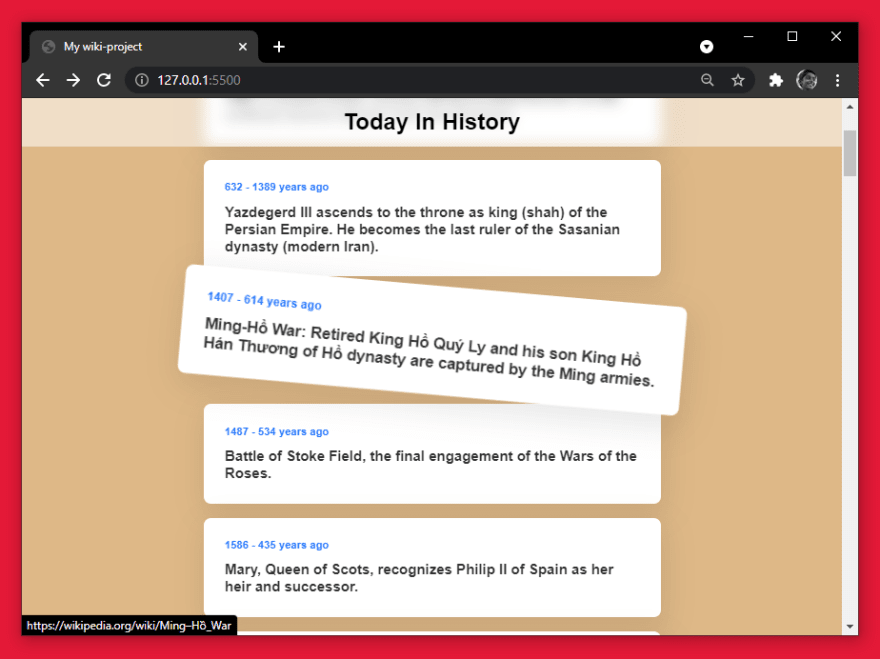 My wiki-project
127.0.0.1:5500
Today In History
632 - 1389 years ago
Yazdegerd III ascends to the throne as king (shah) of the
Persian Empire. He becomes the last ruler of the Sasanian
dynasty (modern Iran).
1407 - 614 years ago
Ming-Hồ War: Retired King Hồ Quý Ly and his son King Hồ
Hán Thương of Hồ dynasty are captured by the Ming armies.
1487 - 534 years ago
Battle of Stoke Field, the final engagement of the Wars of the
Roses.
1586 - 435 years ago
Mary, Queen of Scots, recognizes Philip II of Spain as her
heir and successor.
https://wikipedia.org/wiki/Ming–Hồ_War